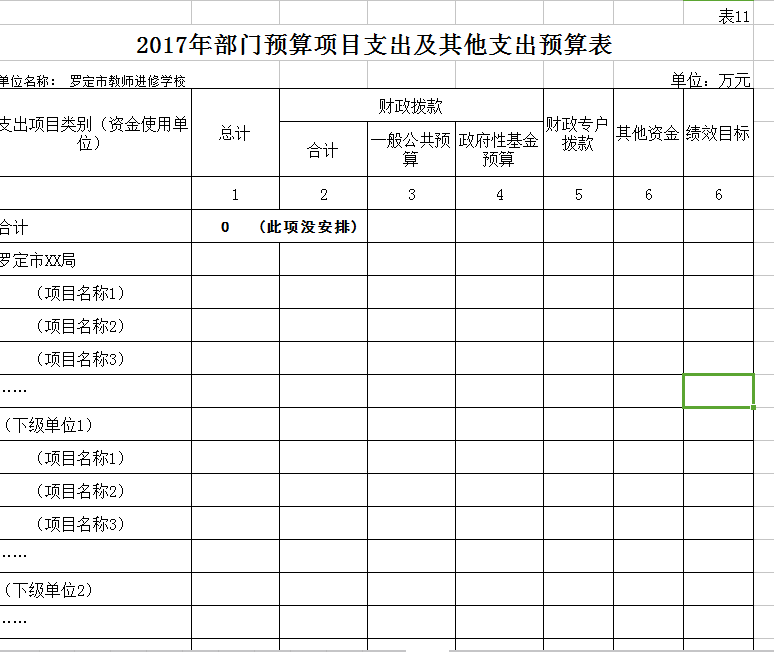 表11
2017年部门预算项目支出及其他支出预算表
单位名称： 罗定市教师进修学校 单位：万元
支出项目类别（资金使用单位）
总计
财政拨款
合计
一般公共预算
政府性基金预算
财政专户拨款
其他资金
绩效目标
1 2 3 4 5 6 6
合计 0 （此项没安排）
罗定市XX局
（项目名称1）
（项目名称2）
（项目名称3）
……
（下级单位1）
（项目名称1）
（项目名称2）
（项目名称3）
……
（下级单位2）
……